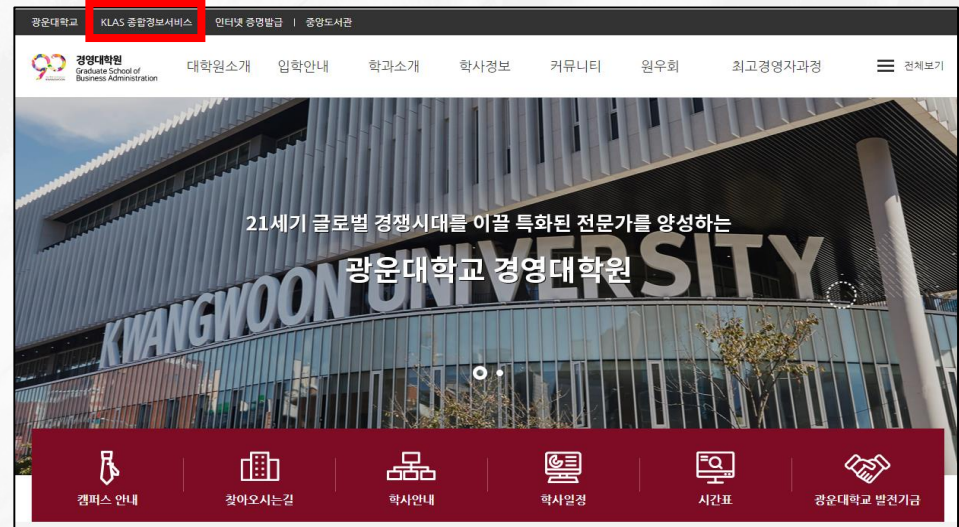 광운대학교 KLAS 종합정보서비스 인터넷 증명발급 | 중앙도서관
90
경영대학원
Graduate School of
Business Administration
대학원소개 입학안내 학과소개 학사정보 커뮤니티 원우회 최고경영자과정 전체보기
21세기 글로벌 경쟁시대를 이끌 특화된 전문가를 양성하는
광운대학교 경영대학원
KWANGWOON UNIVERSITY
캠퍼스 안내 찾아오시는길 학사안내 학사일정 시간표 광운대학교 발전기금